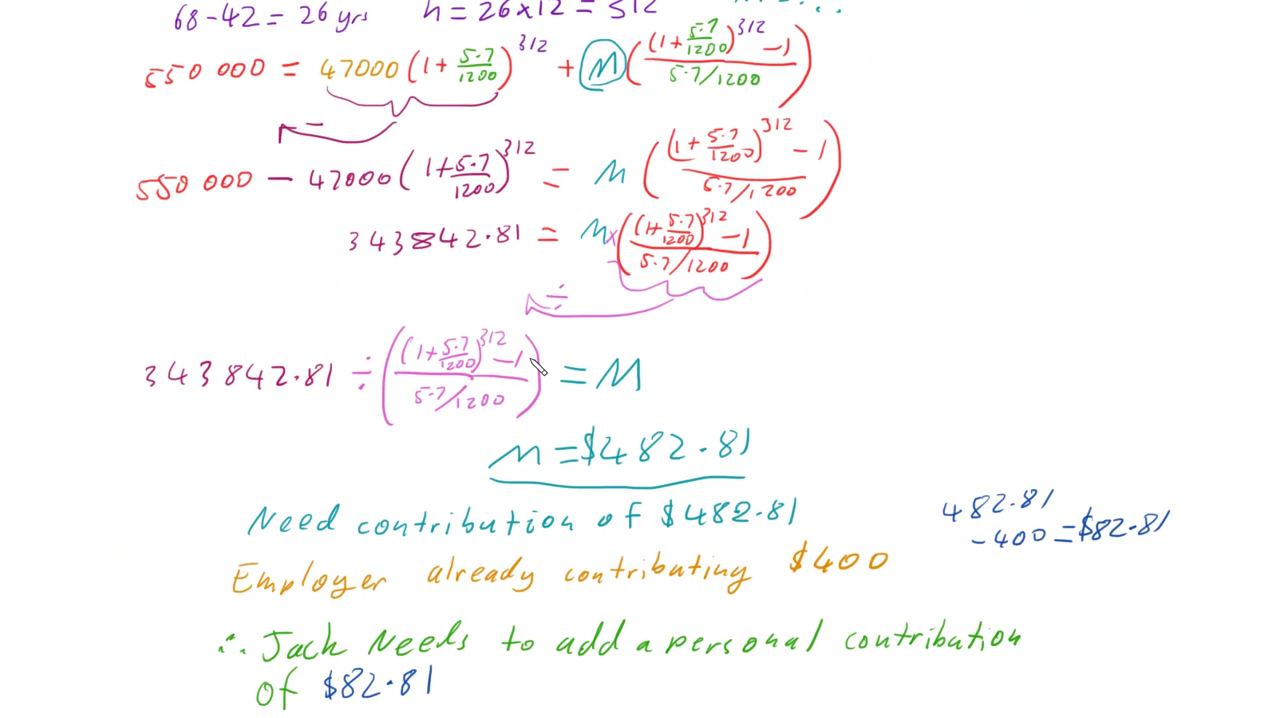 68-42 = 26 yrs n = 26×12 = 312
550 000 = 47000 (1+5.7/1200)^312 + M ((1+5.7/1200)^312 -1 / 5.7/1200)
-
550 000 - 47000 (1+5.7/1200)^312 = M ((1+5.7/1200)^312 -1 / 5.7/1200)
343842.81 = M × ((1+5.7/1200)^312 -1 / 5.7/1200)
÷
343842.81 ÷ ((1+5.7/1200)^312 -1 / 5.7/1200) = M
M = $482.81
Need contribution of $482.81
482.81
-400 = $82.81
Employer already contributing $400
∴ Jack Needs to add a personal contribution
of $82.81